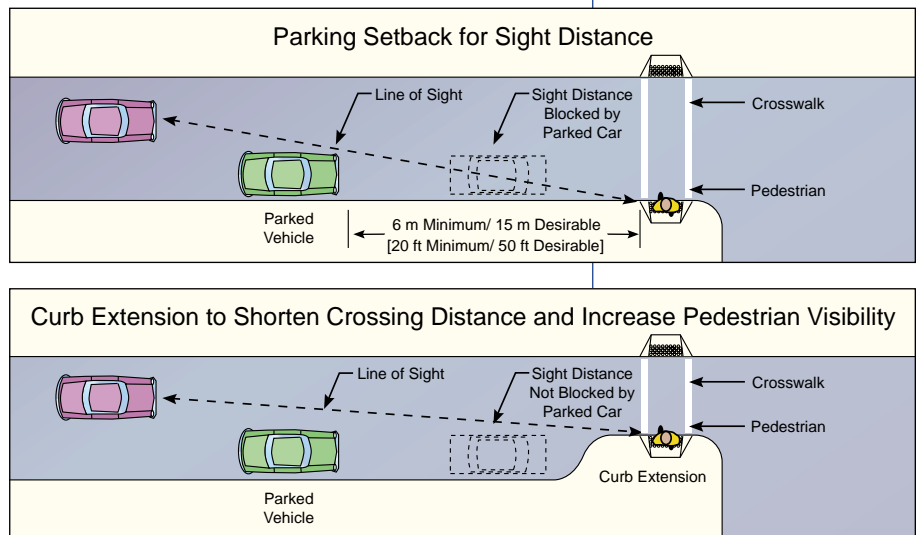 Parking Setback for Sight Distance
Line of Sight
Sight Distance
Blocked by
Parked Car
Crosswalk
Pedestrian
Parked
Vehicle
6 m Minimum/ 15 m Desirable
[20 ft Minimum/ 50 ft Desirable]
Curb Extension to Shorten Crossing Distance and Increase Pedestrian Visibility
Line of Sight
Sight Distance
Not Blocked by
Parked Car
Crosswalk
Pedestrian
Curb Extension
Parked
Vehicle